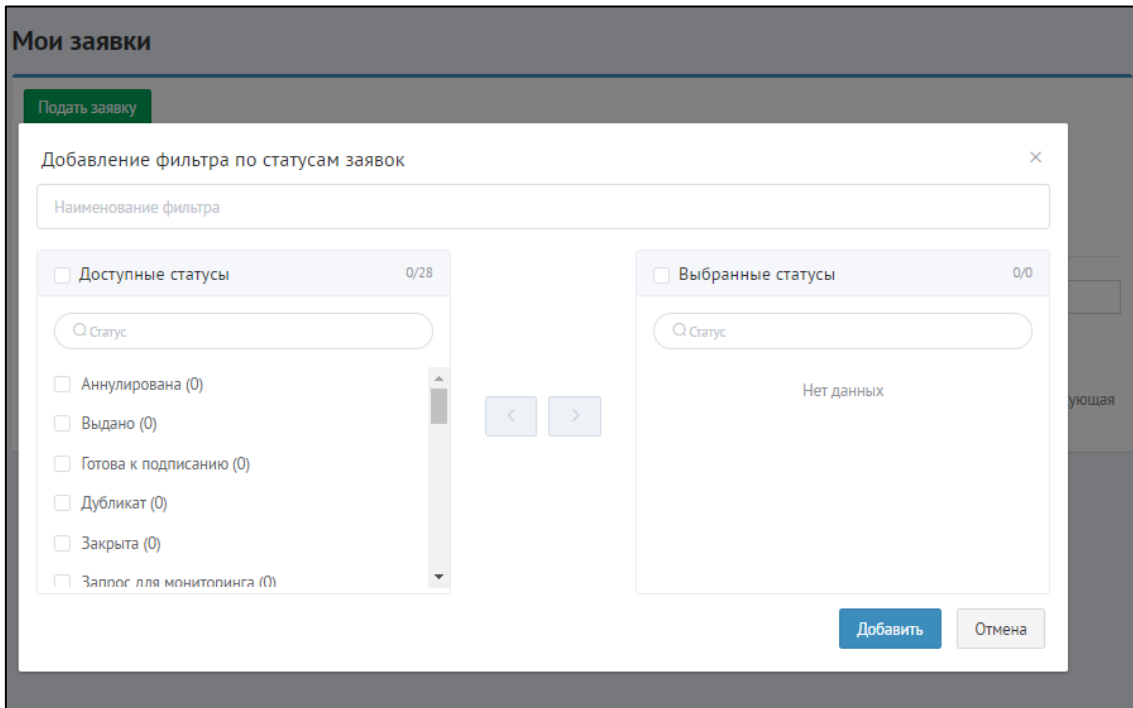 Мои заявки
Подать заявку
Добавление фильтра по статусам заявок
Наименование фильтра
Доступные статусы 0/28
Статус
Аннулирована (0)
Выдано (0)
Готова к подписанию (0)
Дубликат (0)
Закрыта (0)
Запрос для мониторинга (0)
Выбранные статусы 0/0
Статус
Нет данных
ующая
Добавить
Отмена